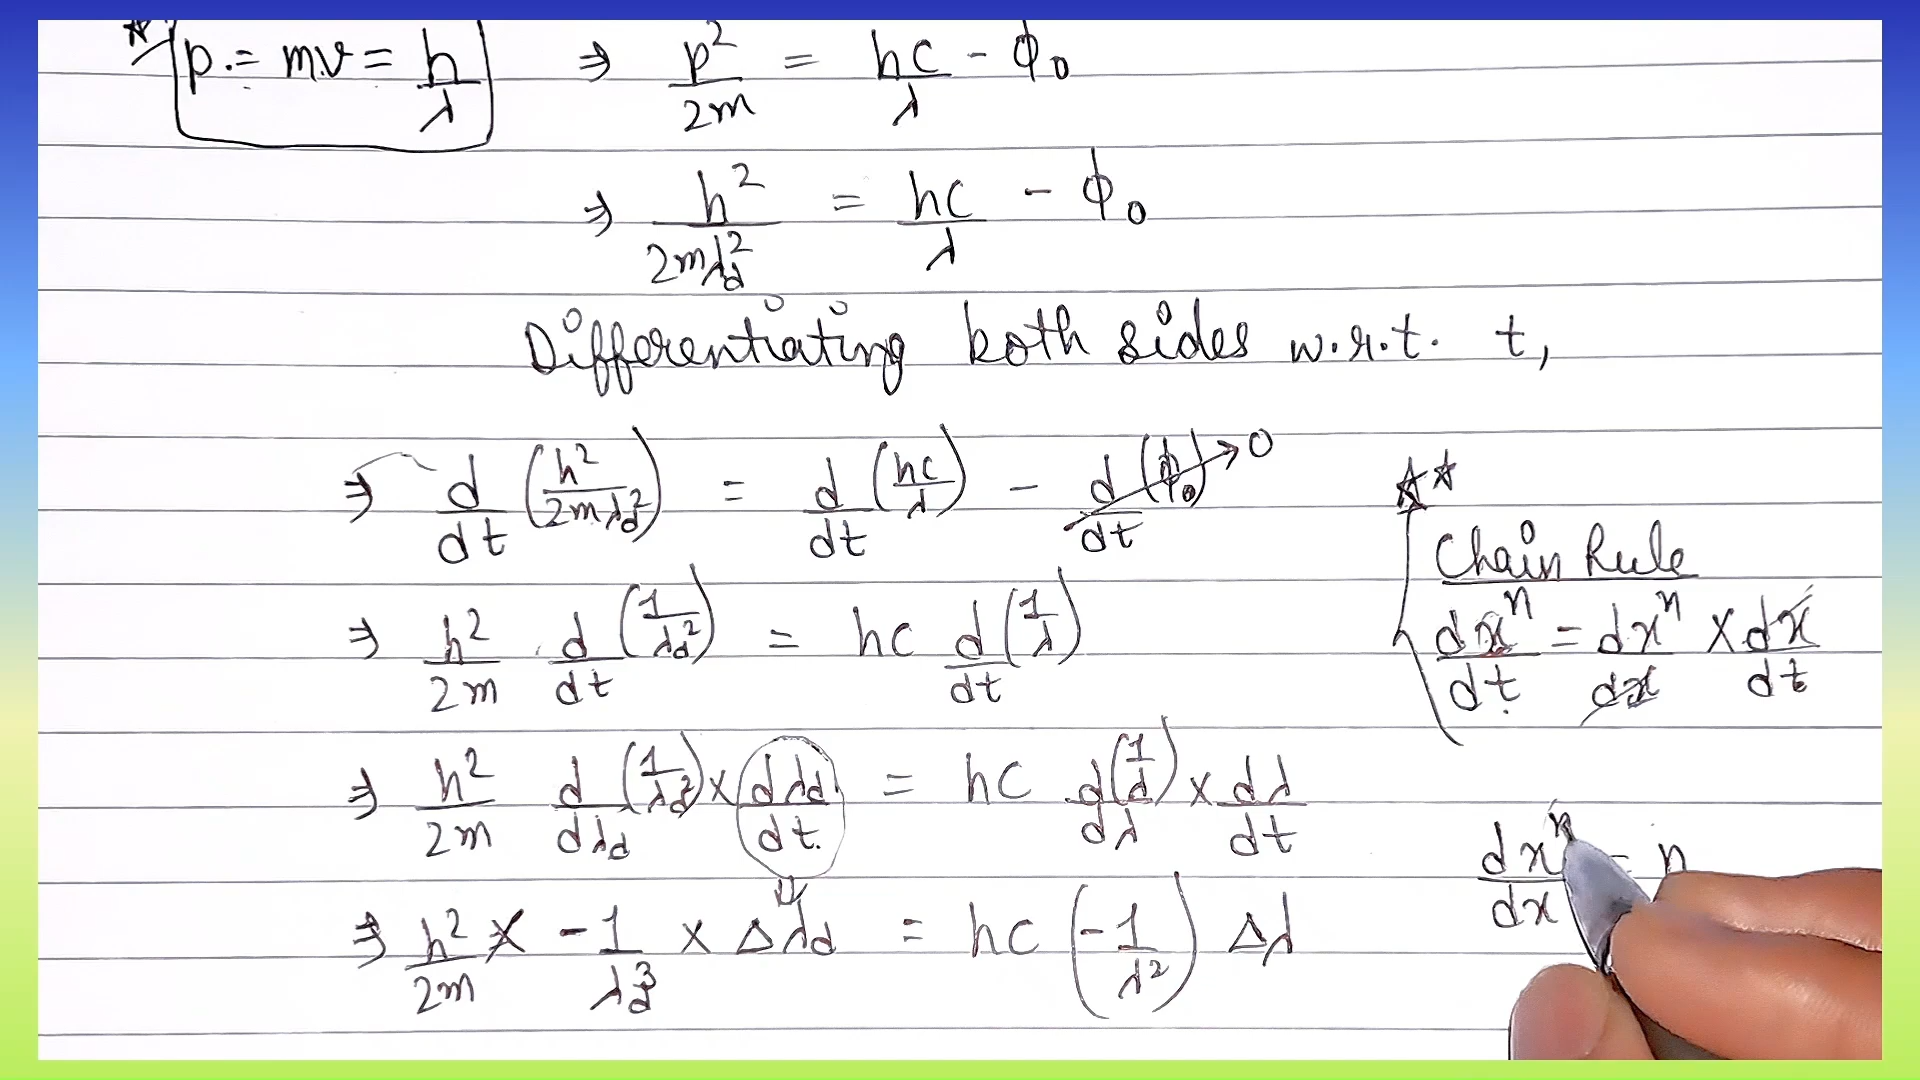 p = mv = h/λ ⇒ p²/2m = hc/λ - ϕ₀
⇒ h²/2mλd² = hc/λ - ϕ₀
Differentiating both sides w.r.t. t,
⇒ d/dt (h²/2mλd²) = d/dt (hc/λ) - d/dt (ϕ₀) → 0
⇒ h²/2m · d/dt (1/λd²) = hc d/dt (1/λ)
Chain Rule
dxⁿ/dt = dxⁿ/dx × dx/dt
⇒ h²/2m d/dλd (1/λd²) × dλd/dt = hc d/dλ (1/λ) × dλ/dt
dxⁿ/dx = n
⇒ h²/2m × -1/λd³ × Δλd = hc (-1/λ²) Δλ